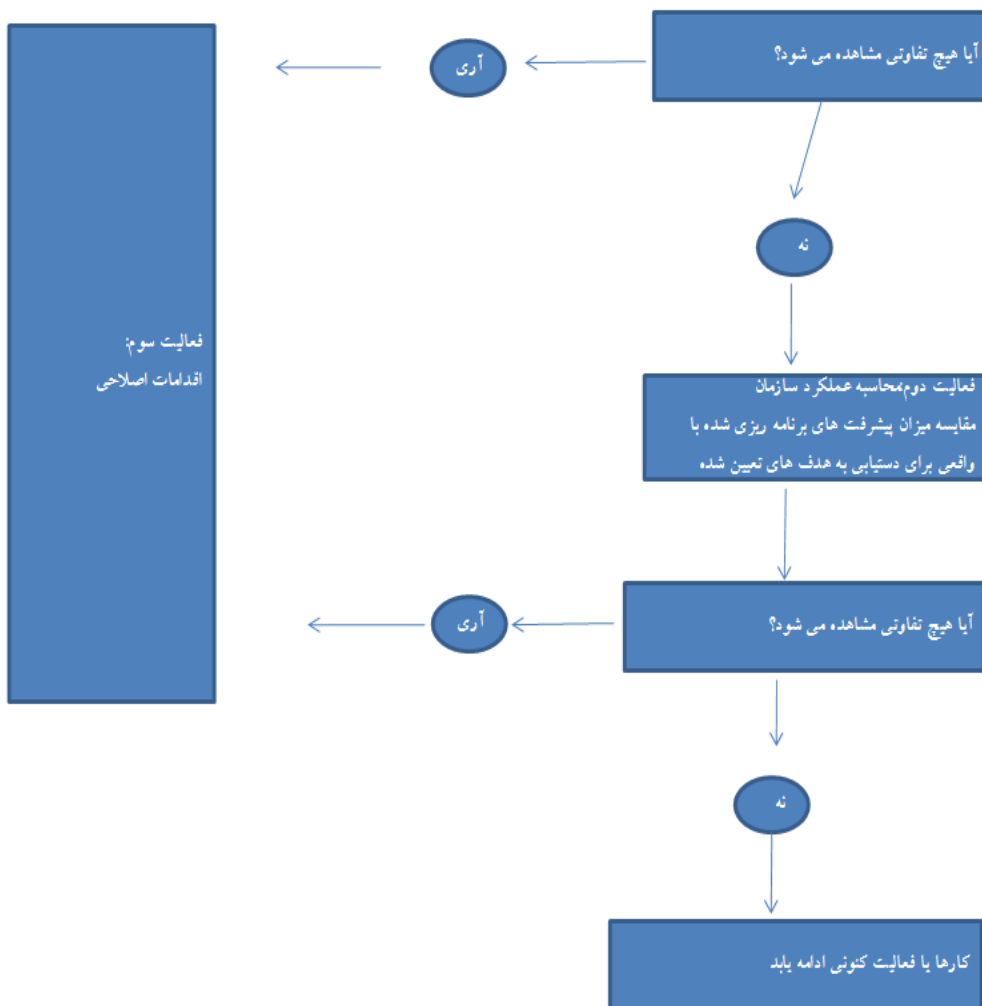 آیا هیچ تفاوتی مشاهده می شود؟
آری
نه
فعالیت سوم:
اقدامات اصلاحی
فعالیت دوم:محاسبه عملکرد سازمان
مقایسه میزان پیشرفت های برنامه ریزی شده با
واقعی برای دستیابی به هدف های تعیین شده
آیا هیچ تفاوتی مشاهده می شود؟
آری
نه
کارها یا فعالیت کنونی ادامه یابد